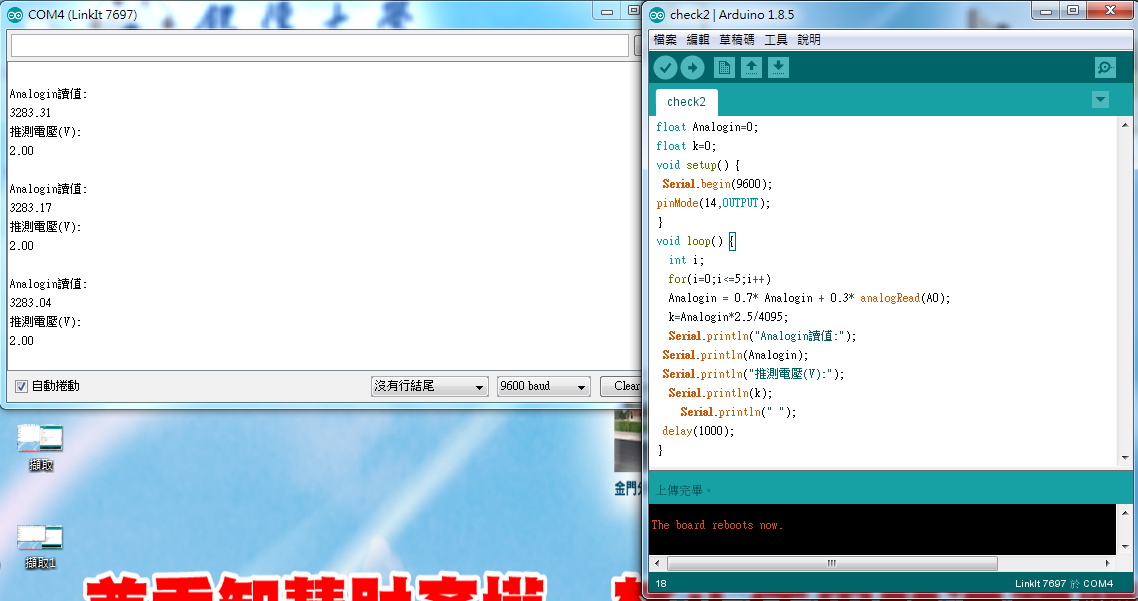 COM4 (LinkIt 7697)
Analogin讀值:
3283.31
推測電壓(V):
2.00
Analogin讀值:
3283.17
推測電壓(V):
2.00
Analogin讀值:
3283.04
推測電壓(V):
2.00
自動捲動
沒有行結尾
9600 baud
Clear
擷取
擷取1
金門
尊重智慧財產權
check2 | Arduino 1.8.5
檔案 編輯 草稿碼 工具 說明
check2
float Analogin=0;
float k=0;
void setup() {
Serial.begin(9600);
pinMode(14,OUTPUT);
}
void loop() {
int i;
for(i=0;i<=5;i++)
Analogin = 0.7* Analogin + 0.3* analogRead(A0);
k=Analogin*2.5/4095;
Serial.println("Analogin讀值:");
Serial.println(Analogin);
Serial.println("推測電壓(V):");
Serial.println(k);
Serial.println(" ");
delay(1000);
}
上傳完畢。
The board reboots now.
18
LinkIt 7697 於 COM4